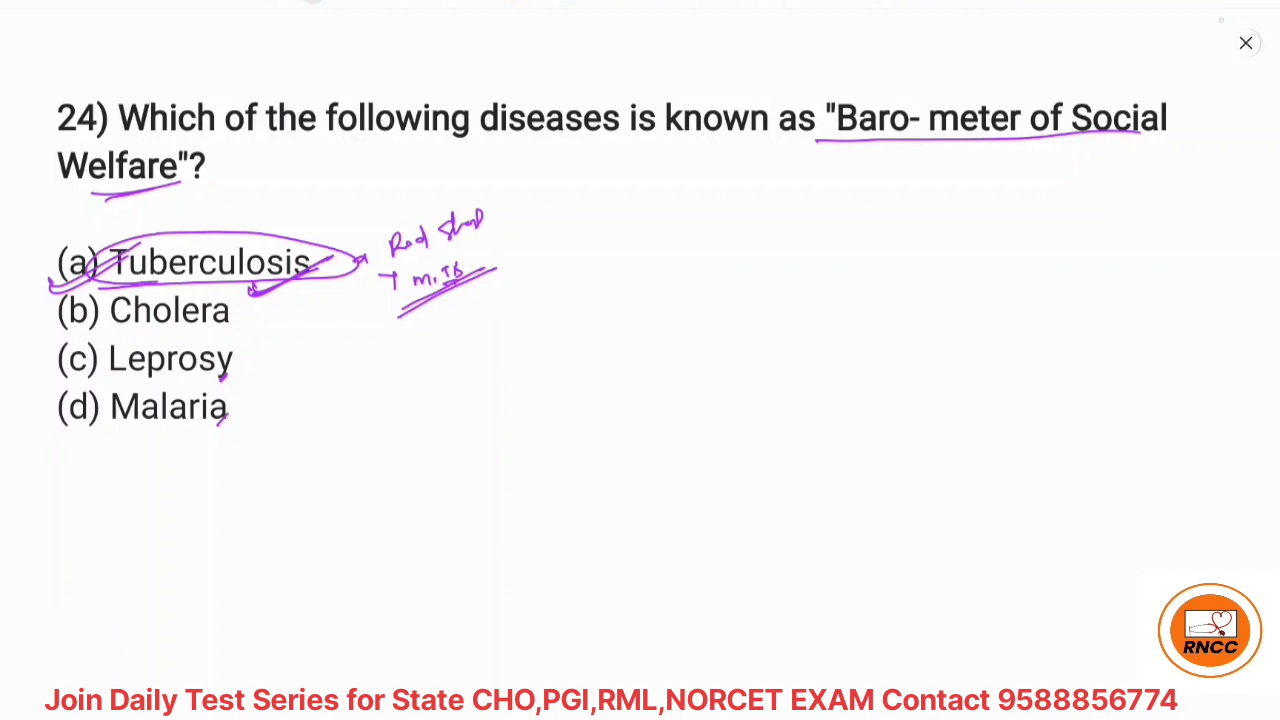 24) Which of the following diseases is known as "Baro- meter of Social
Welfare"?
(a) Tuberculosis
Rod
M. TB
(b) Cholera
(c) Leprosy
(d) Malaria
RNCC
Join Daily Test Series for State CHO,PGI,RML,NORCET EXAM Contact 9588856774